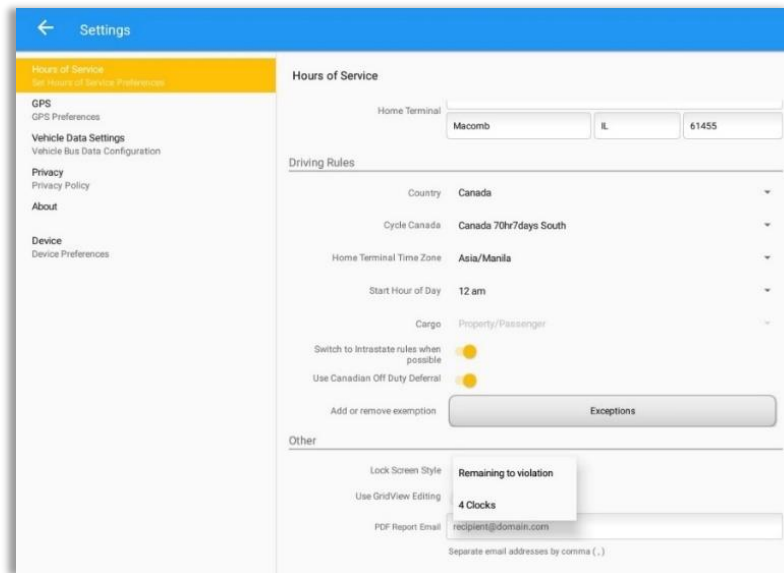 Settings
Hours of Service
Set Hours of Service Preferences
GPS
GPS Preferences
Vehicle Data Settings
Vehicle Bus Data Configuration
Privacy
Privacy Policy
About
Device
Device Preferences
Hours of Service
Home Terminal
Macomb IL 61455
Driving Rules
Country Canada
Cycle Canada Canada 70hr7days South
Home Terminal Time Zone Asia/Manila
Start Hour of Day 12 am
Cargo Property/Passenger
Switch to Intrastate rules when
possible
Use Canadian Off Duty Deferral
Add or remove exemption Exceptions
Other
Lock Screen Style Remaining to violation
Use GridView Editing 4 Clocks
PDF Report Email recipient@domain.com
Separate email addresses by comma ( , )